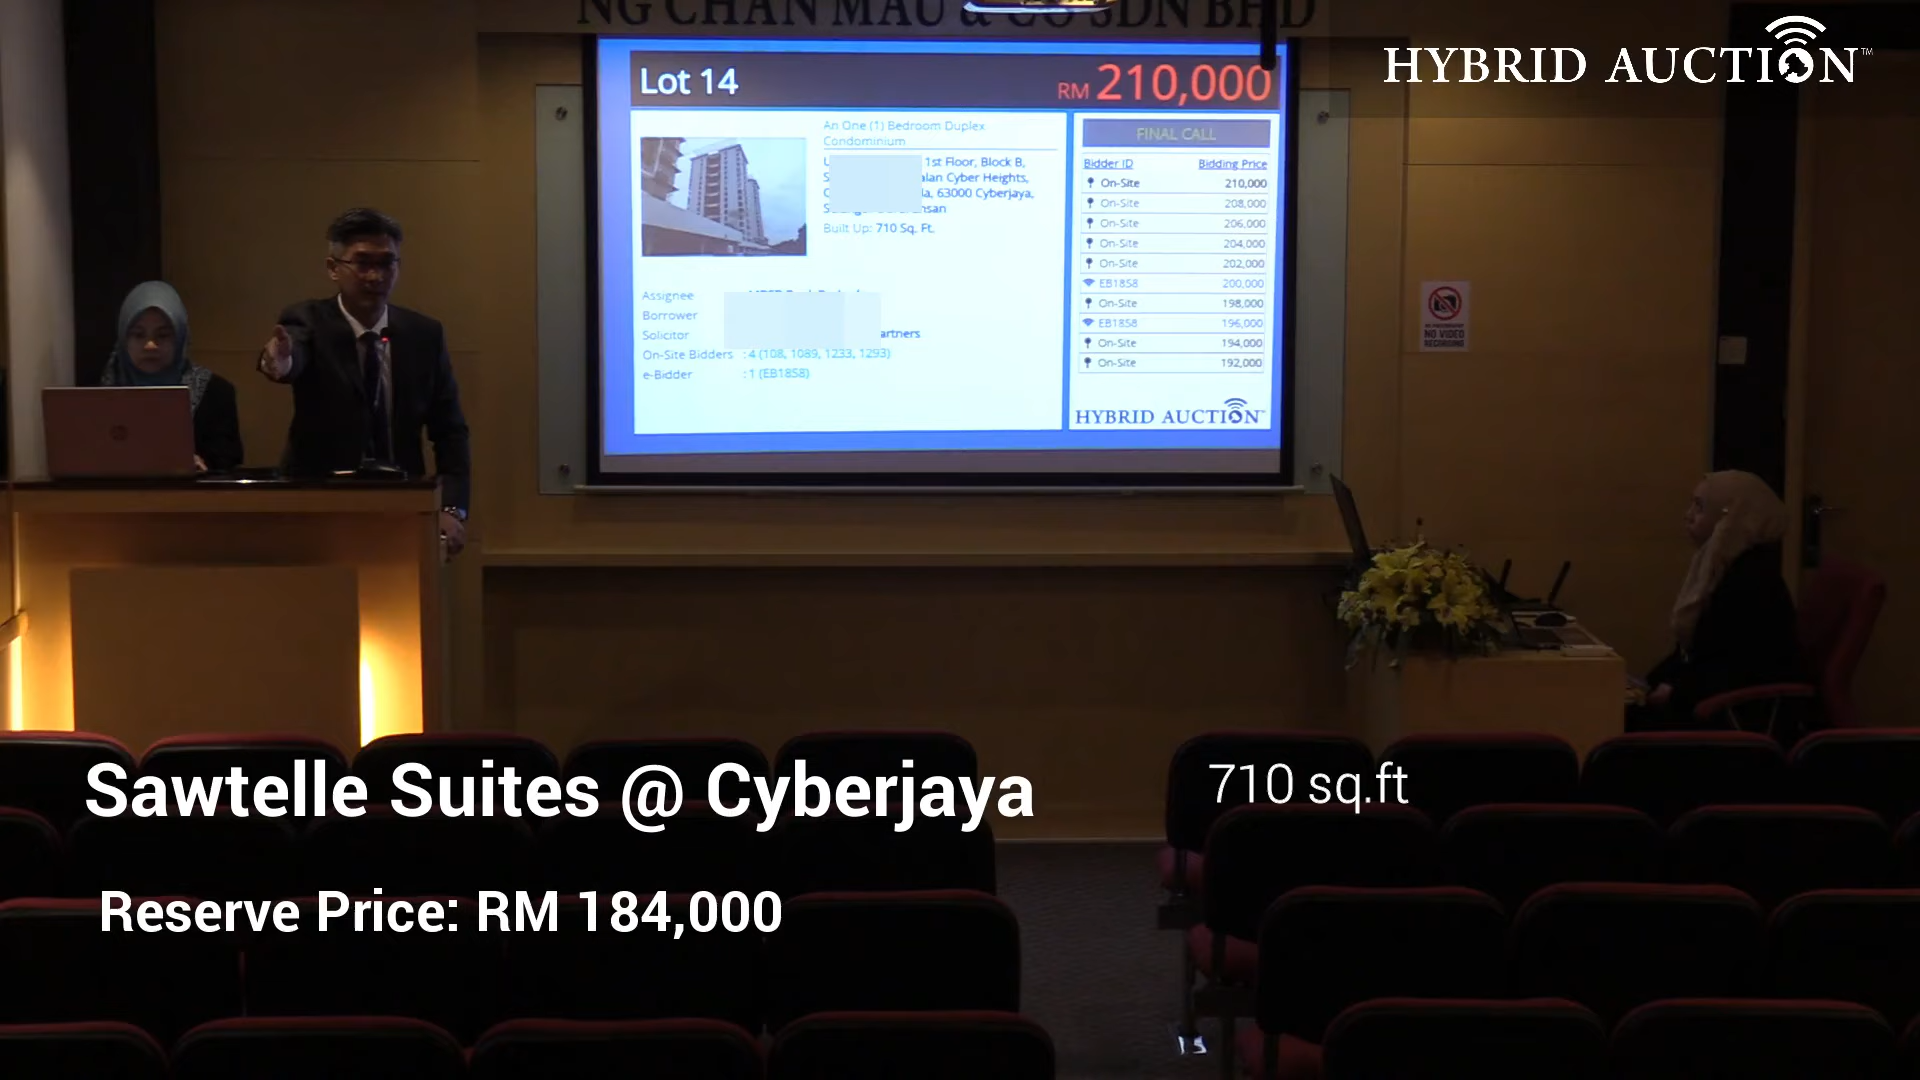 NG CHAN MAU & CO SDN BHD
HYBRID AUCTION™
Lot 14
RM 210,000
An One (1) Bedroom Duplex
Condominium
1st Floor, Block B,
alan Cyber Heights,
la, 63000 Cyberjaya,
Built Up: 710 Sq. Ft.
Assignee
Borrower
Solicitor
artners
On-Site Bidders : 4 (108, 1089, 1233, 1293)
e-Bidder : 1 (EB1858)
FINAL CALL
Bidder ID Bidding Price
On-Site 210,000
On-Site 208,000
On-Site 206,000
On-Site 204,000
On-Site 202,000
EB1858 200,000
On-Site 198,000
EB1858 196,000
On-Site 194,000
On-Site 192,000
HYBRID AUCTION™
NO VIDEO
RECORDING
Sawtelle Suites @ Cyberjaya
710 sq.ft
Reserve Price: RM 184,000